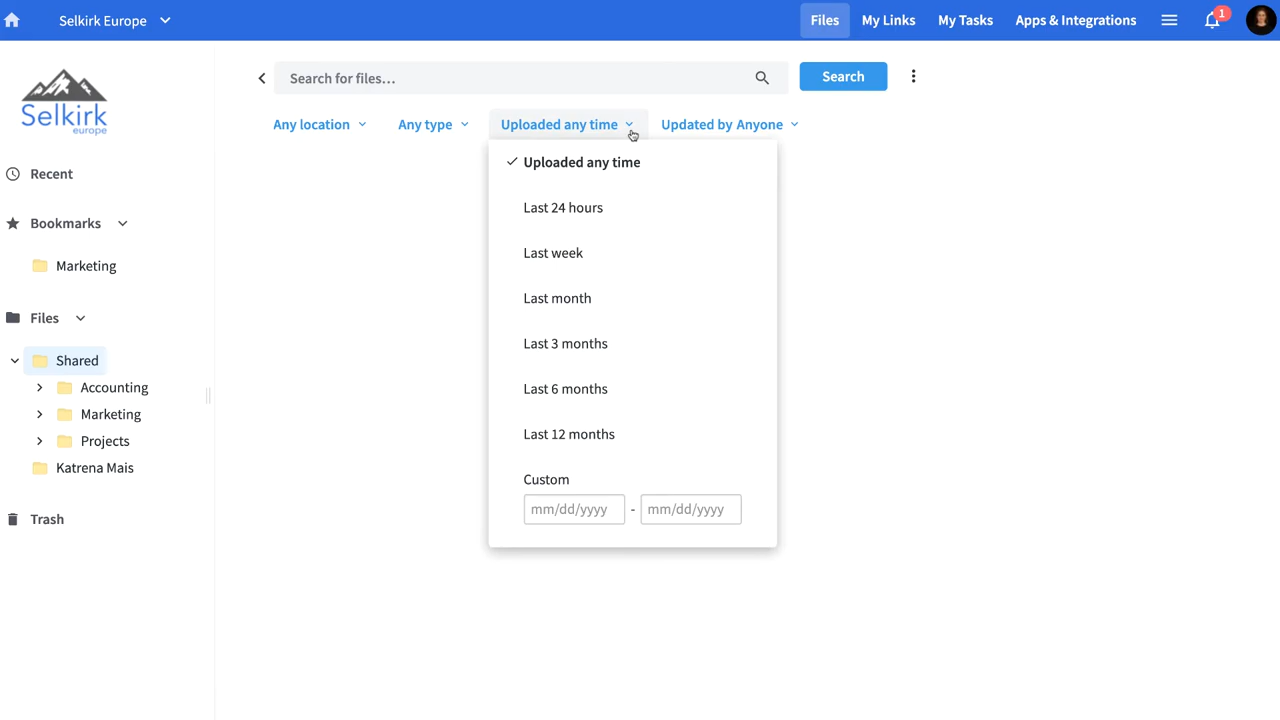 Selkirk Europe
Files
My Links
My Tasks
Apps & Integrations
1
Selkirk
europe
Search for files...
Search
Any location
Any type
Uploaded any time
Updated by Anyone
Uploaded any time
Last 24 hours
Last week
Last month
Last 3 months
Last 6 months
Last 12 months
Custom
mm/dd/yyyy - mm/dd/yyyy
Recent
Bookmarks
Marketing
Files
Shared
Accounting
Marketing
Projects
Katrena Mais
Trash